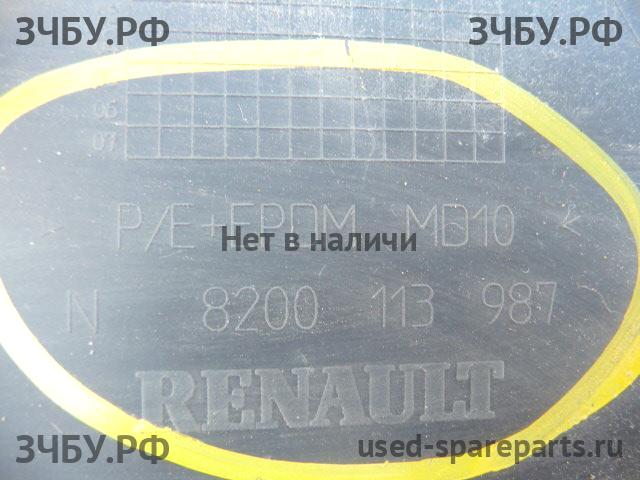 ЗЧБУ.РФ ЗЧБУ.РФ
06
07
> P/E+EPDM MD10 <
Нет в наличи
N 8200 113 987
RENAULT
ЗЧБУ.РФ used-spareparts.ru